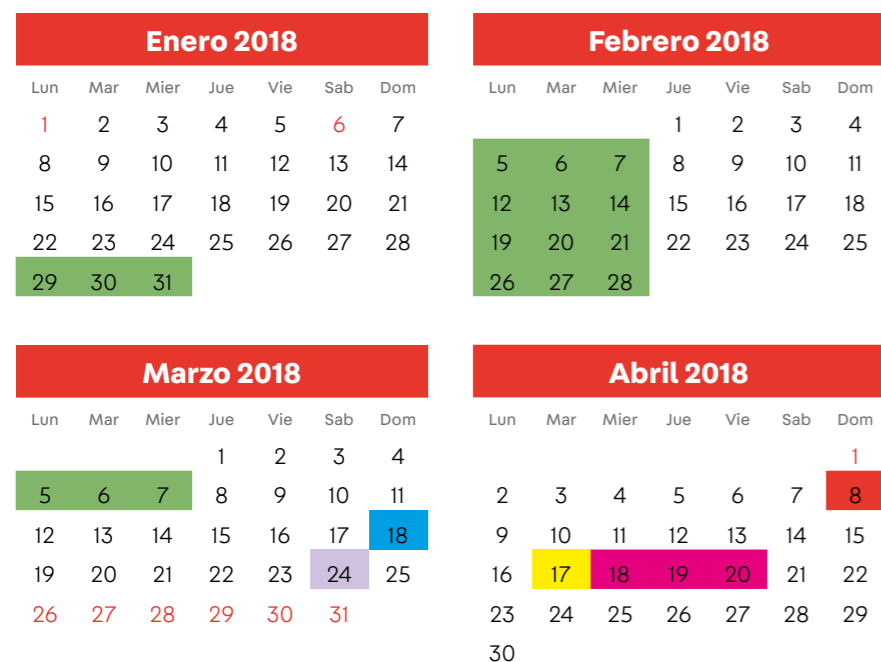 Enero 2018
Lun Mar Mier Jue Vie Sab Dom
1 2 3 4 5 6 7
8 9 10 11 12 13 14
15 16 17 18 19 20 21
22 23 24 25 26 27 28
29 30 31
Febrero 2018
Lun Mar Mier Jue Vie Sab Dom
1 2 3 4
5 6 7 8 9 10 11
12 13 14 15 16 17 18
19 20 21 22 23 24 25
26 27 28
Marzo 2018
Lun Mar Mier Jue Vie Sab Dom
1 2 3 4
5 6 7 8 9 10 11
12 13 14 15 16 17 18
19 20 21 22 23 24 25
26 27 28 29 30 31
Abril 2018
Lun Mar Mier Jue Vie Sab Dom
1
2 3 4 5 6 7 8
9 10 11 12 13 14 15
16 17 18 19 20 21 22
23 24 25 26 27 28 29
30